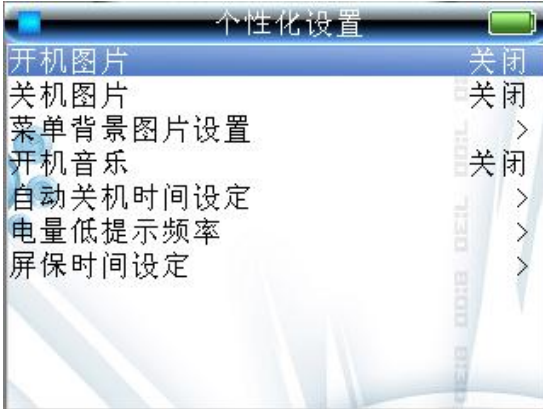 个性化设置
开机图片 关闭
关机图片 关闭
菜单背景图片设置 >
开机音乐 关闭
自动关机时间设定 >
电量低提示频率 >
屏保时间设定 >